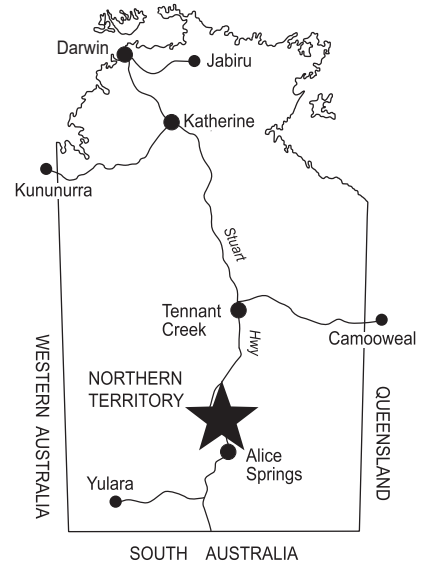 Darwin
Jabiru
Katherine
Kununurra
Stuart
Tennant
Creek
Hwy
Camooweal
WESTERN AUSTRALIA
NORTHERN
TERRITORY
QUEENSLAND
Alice
Springs
Yulara
SOUTH AUSTRALIA